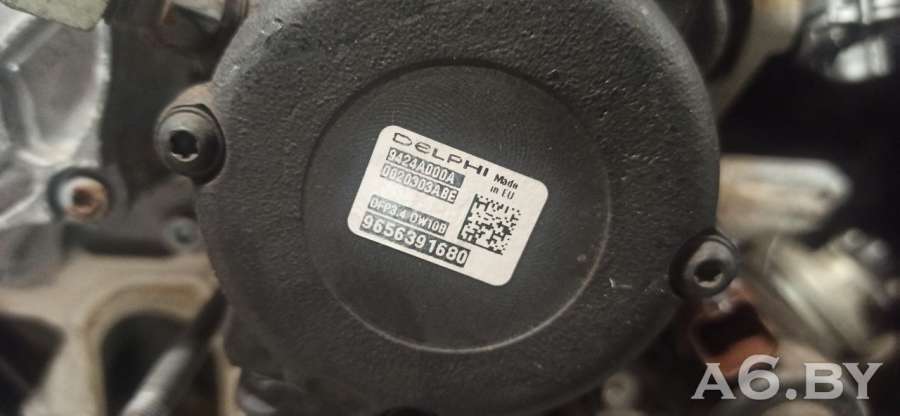 DELPHI
9424A000A
0020303ABE
Made
in EU
DFP3.4 DW10B
9656391680
A6.BY